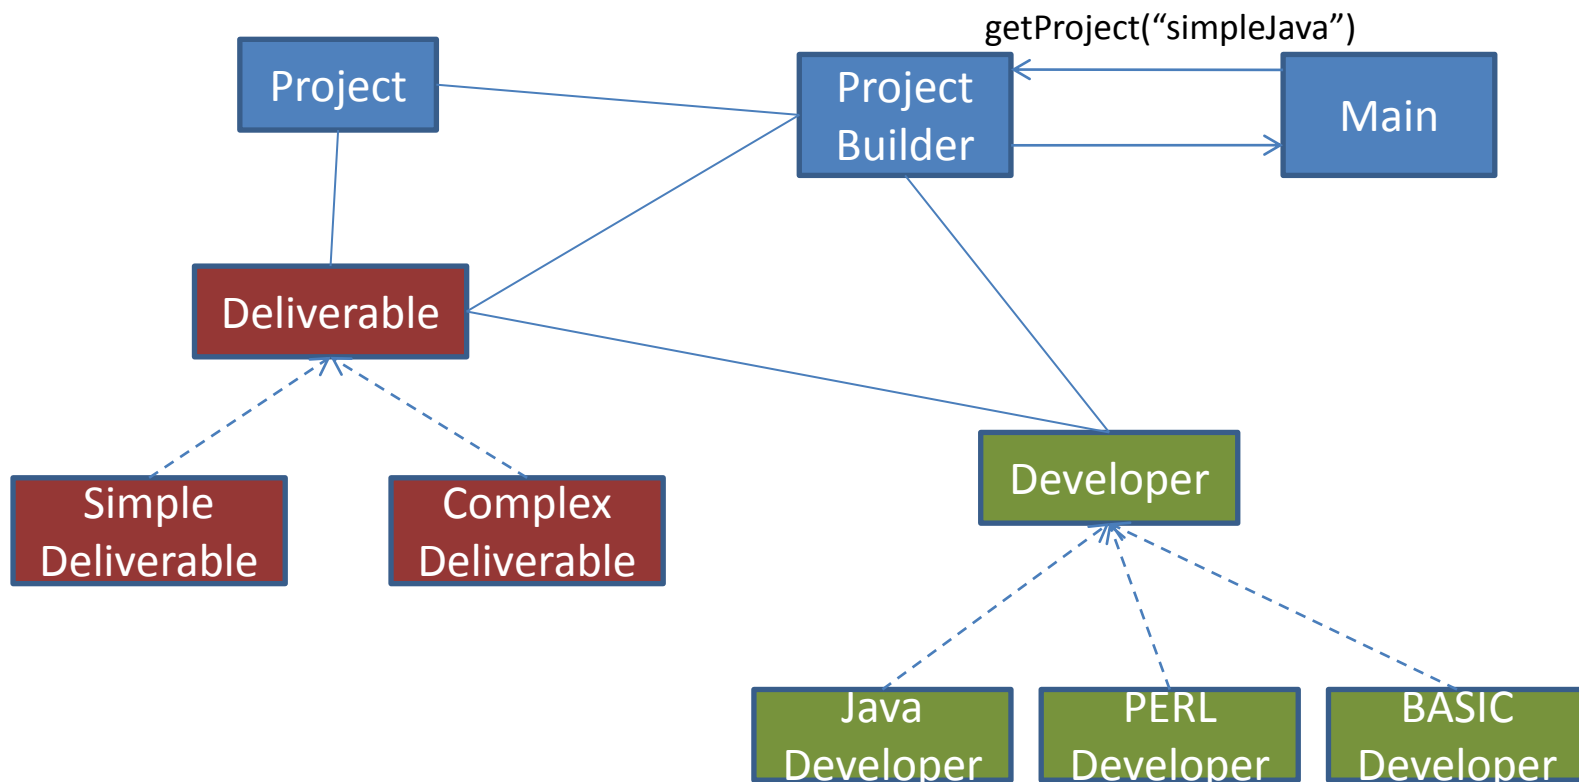 getProject(“simpleJava”)
Project
Project
Builder
Main
Deliverable
Developer
Simple
Deliverable
Complex
Deliverable
Java
Developer
PERL
Developer
BASIC
Developer